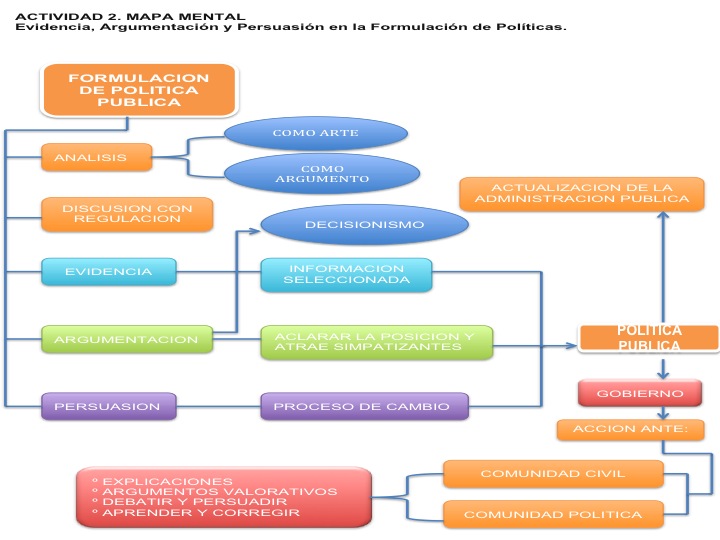 ACTIVIDAD 2. MAPA MENTAL
Evidencia, Argumentación y Persuasión en la Formulación de Políticas.
FORMULACION
DE POLITICA
PUBLICA
ANALISIS
COMO ARTE
COMO
ARGUMENTO
DISCUSION CON
REGULACION
DECISIONISMO
ACTUALIZACION DE LA
ADMINISTRACION PUBLICA
EVIDENCIA
INFORMACION
SELECCIONADA
ARGUMENTACION
ACLARAR LA POSICION Y
ATRAE SIMPATIZANTES
POLITICA
PUBLICA
PERSUASION
PROCESO DE CAMBIO
GOBIERNO
ACCION ANTE:
º EXPLICACIONES
º ARGUMENTOS VALORATIVOS
º DEBATIR Y PERSUADIR
º APRENDER Y CORREGIR
COMUNIDAD CIVIL
COMUNIDAD POLITICA